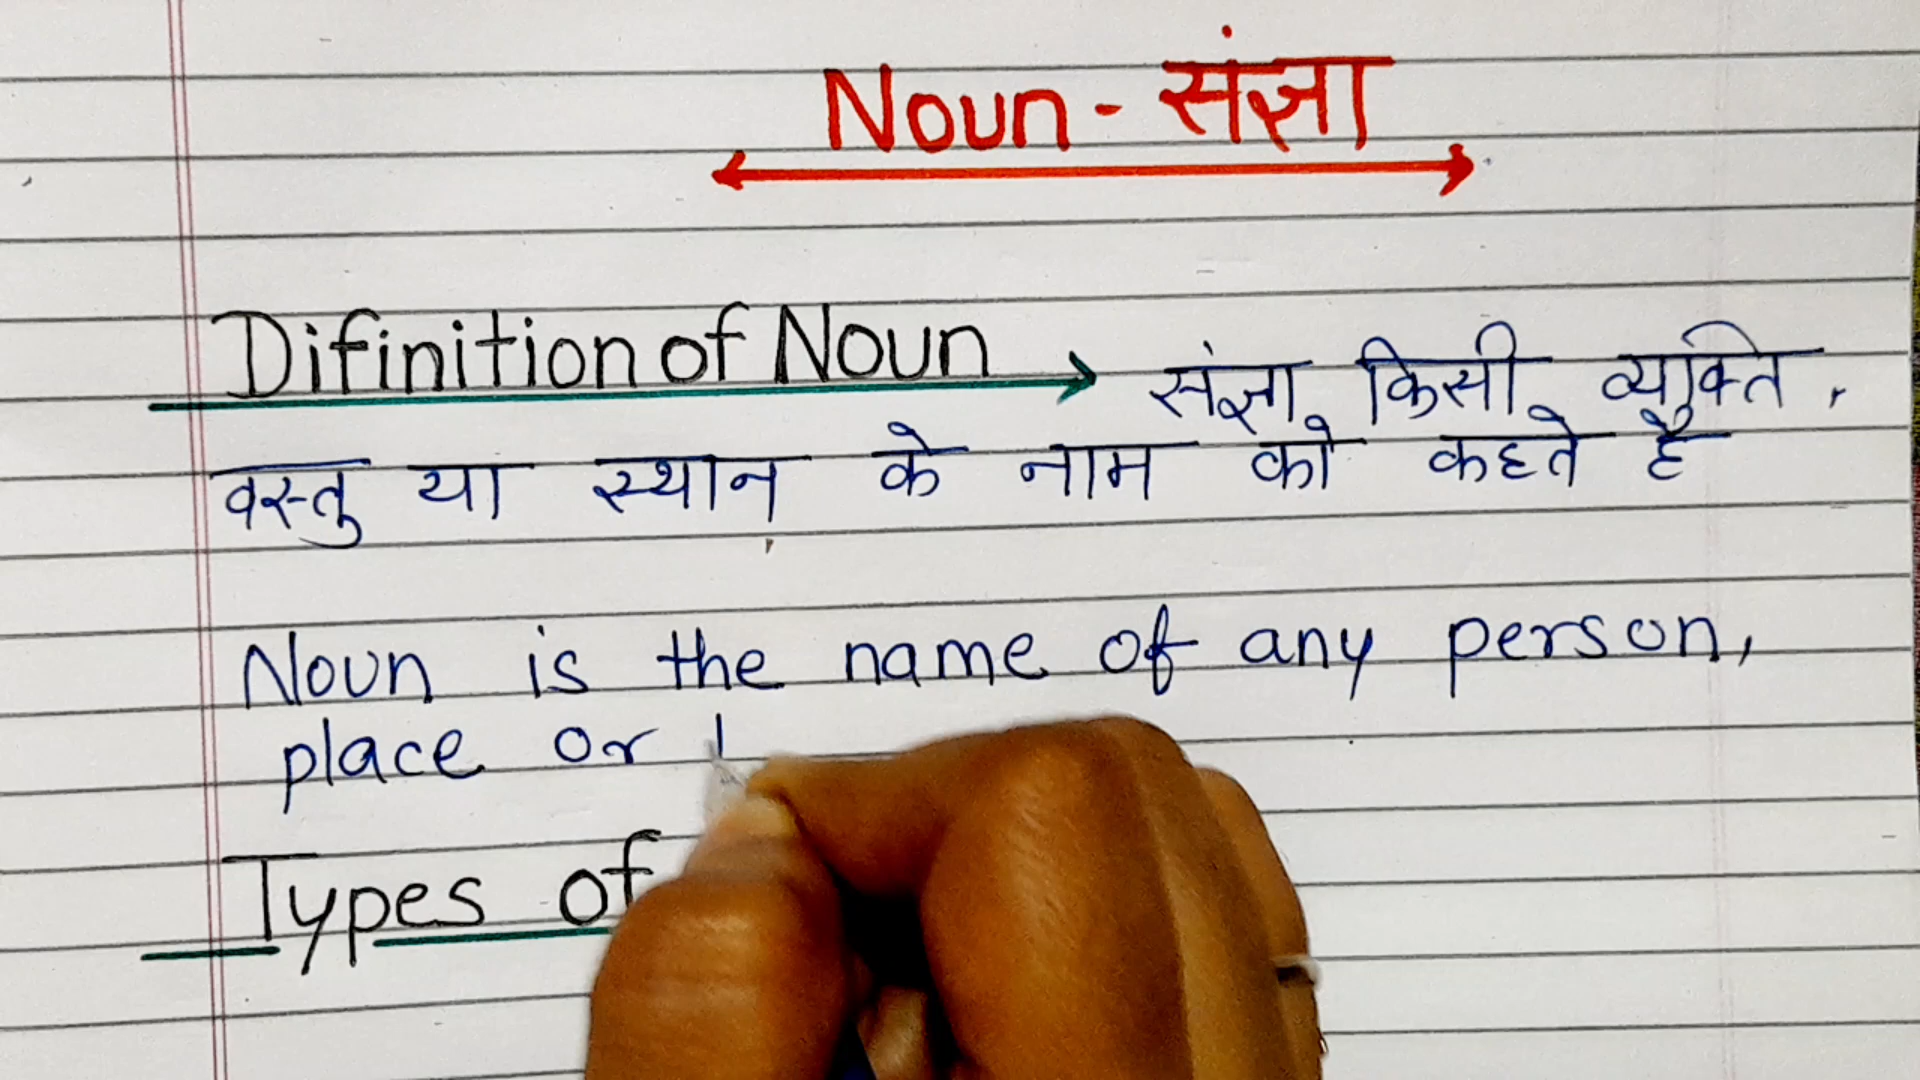 Noun - संज्ञा
Difinition of Noun संज्ञा किसी व्यक्ति,
वस्तु या स्थान के नाम को कहते है
Noun is the name of any person,
place or
Types of